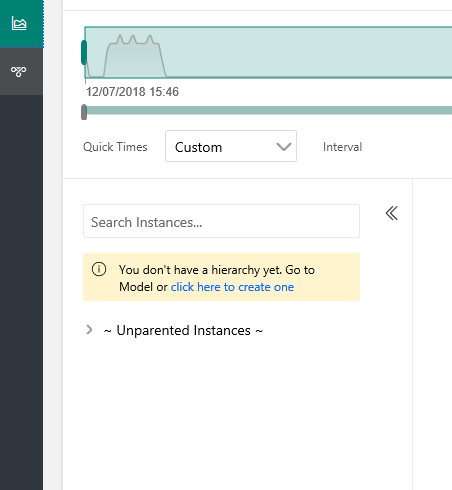 12/07/2018 15:46
Quick Times Custom Interval
Search Instances...
You don't have a hierarchy yet. Go to
Model or click here to create one
~ Unparented Instances ~